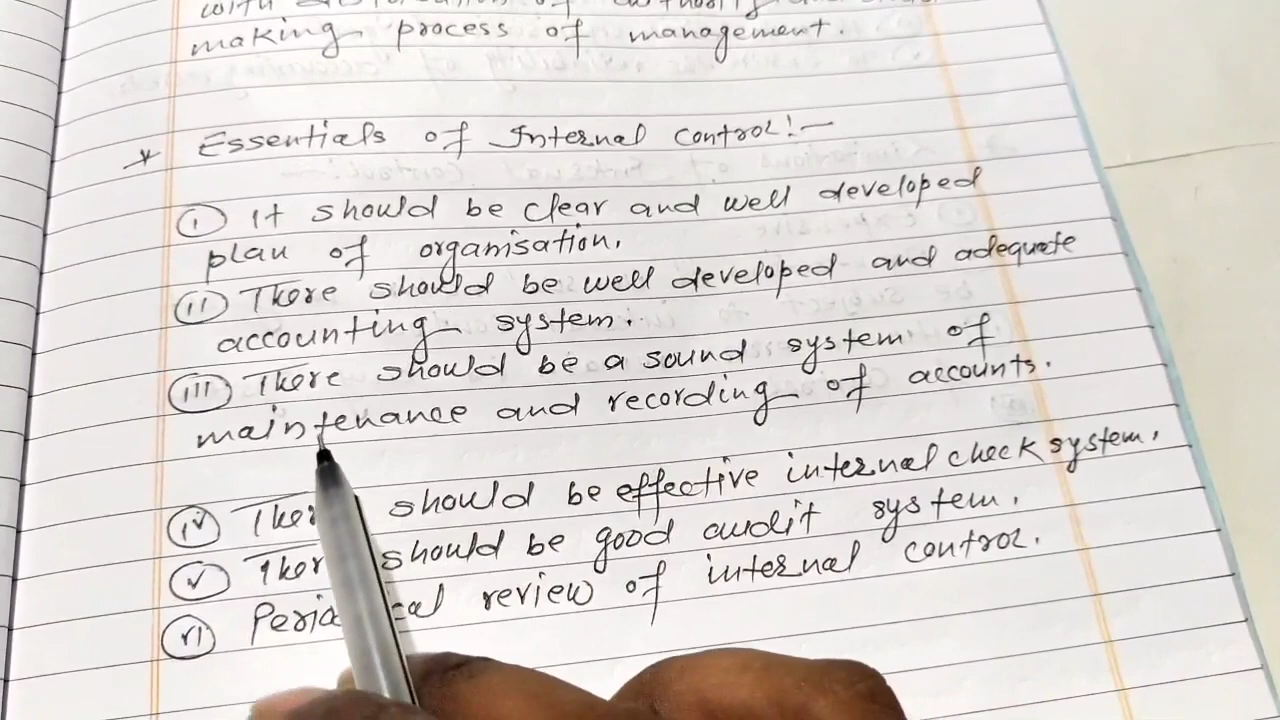 with of
making process of management.
* Essentials of Internal Control!-
(i) It should be clear and well developed
plan of organisation.
(ii) There should be well developed and adequate
accounting system.
(iii) There should be a sound system of
maintenance and recording of accounts.
(iv) should be effective internal check system.
(v) should be good audit system.
(vi) review of internal control.